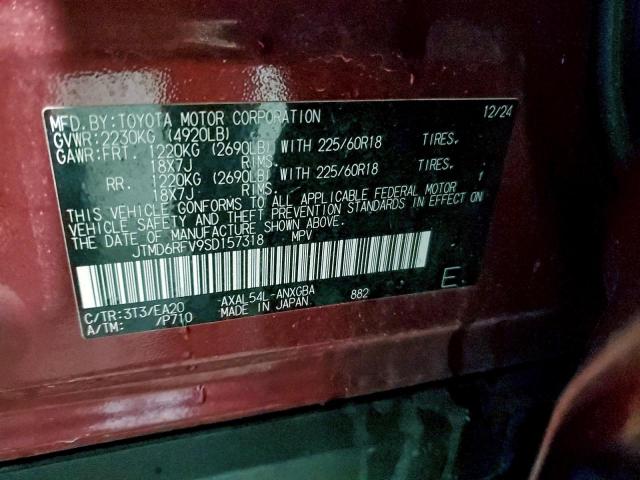 MFD.BY:TOYOTA MOTOR CORPORATION 12/24
GVWR:2230KG (4920LB)
GAWR:FRT. 1220KG (2690LB) WITH 225/60R18 TIRES,
18X7J RIMS,
RR. 1220KG (2690LB) WITH 225/60R18 TIRES,
18X7J RIMS.
THIS VEHICLE CONFORMS TO ALL APPLICABLE FEDERAL MOTOR
VEHICLE SAFETY AND THEFT PREVENTION STANDARDS IN EFFECT ON
THE DATE OF MANUFACTURE SHOWN ABOVE.
JTMD6RFV9SD157318 MPV
C/TR:3T3/EA20 AXAL54L-ANXGBA 882 E
A/TM: /P710 MADE IN JAPAN